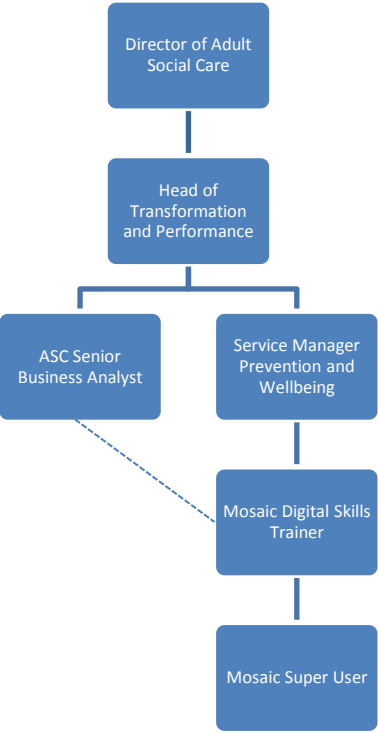 Director of Adult
Social Care
Head of
Transformation
and Performance
ASC Senior
Business Analyst
Service Manager
Prevention and
Wellbeing
Mosaic Digital Skills
Trainer
Mosaic Super User